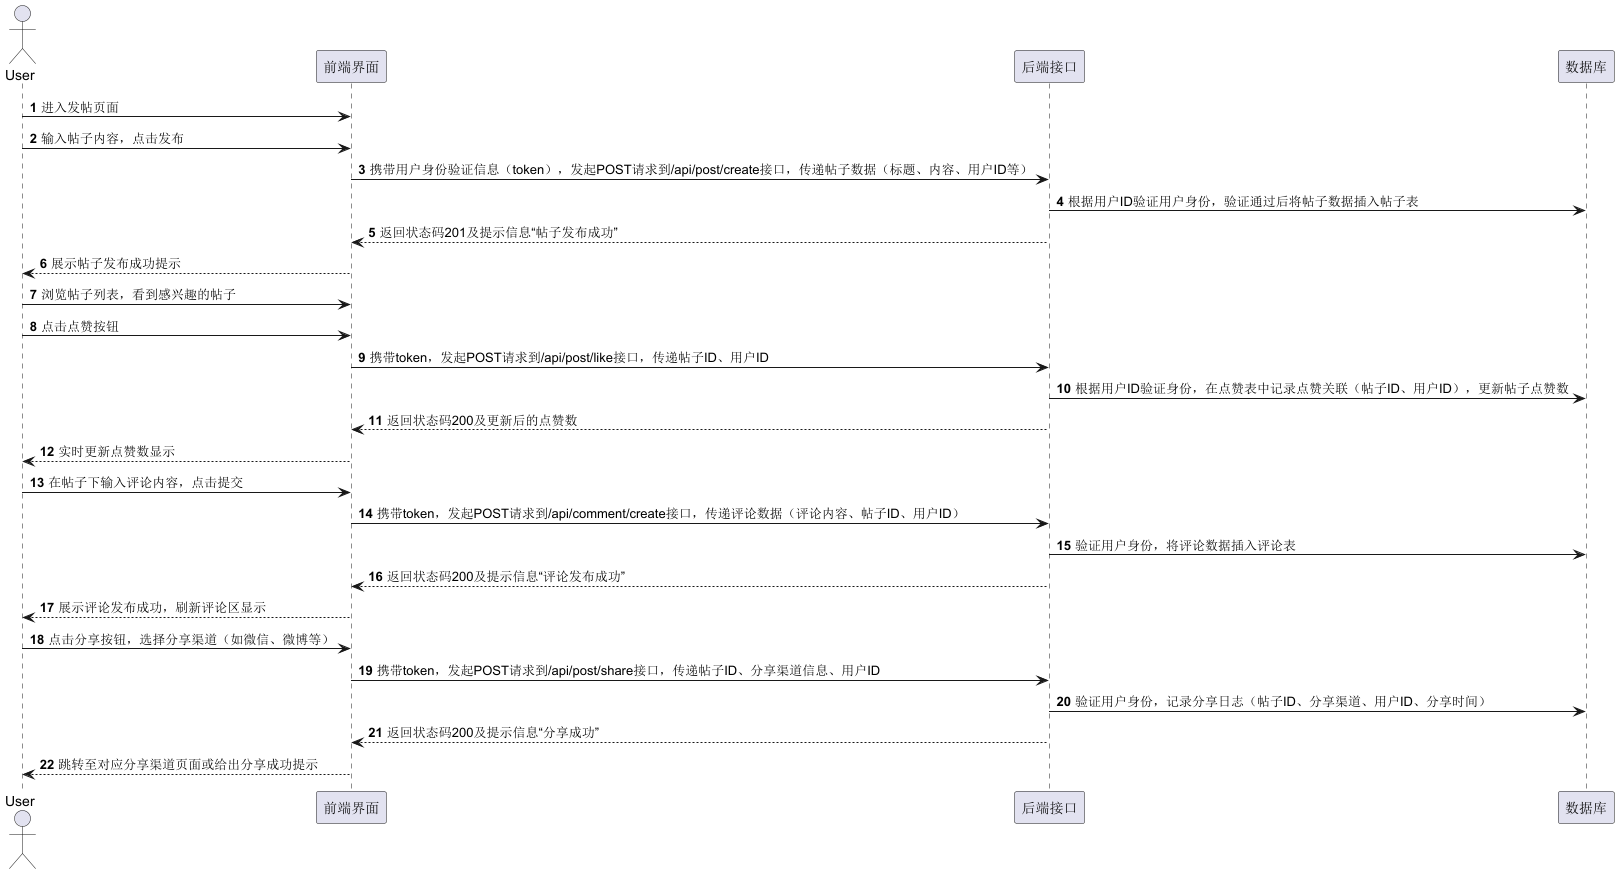 User
前端界面
后端接口
数据库
1 进入发帖页面
2 输入帖子内容，点击发布
3 携带用户身份验证信息（token），发起POST请求到/api/post/create接口，传递帖子数据（标题、内容、用户ID等）
4 根据用户ID验证用户身份，验证通过后将帖子数据插入帖子表
5 返回状态码201及提示信息“帖子发布成功”
6 展示帖子发布成功提示
7 浏览帖子列表，看到感兴趣的帖子
8 点击点赞按钮
9 携带token，发起POST请求到/api/post/like接口，传递帖子ID、用户ID
10 根据用户ID验证身份，在点赞表中记录点赞关联（帖子ID、用户ID），更新帖子点赞数
11 返回状态码200及更新后的点赞数
12 实时更新点赞数显示
13 在帖子下输入评论内容，点击提交
14 携带token，发起POST请求到/api/comment/create接口，传递评论数据（评论内容、帖子ID、用户ID）
15 验证用户身份，将评论数据插入评论表
16 返回状态码200及提示信息“评论发布成功”
17 展示评论发布成功，刷新评论区显示
18 点击分享按钮，选择分享渠道（如微信、微博等）
19 携带token，发起POST请求到/api/post/share接口，传递帖子ID、分享渠道信息、用户ID
20 验证用户身份，记录分享日志（帖子ID、分享渠道、用户ID、分享时间）
21 返回状态码200及提示信息“分享成功”
22 跳转至对应分享渠道页面或给出分享成功提示
User
前端界面
后端接口
数据库